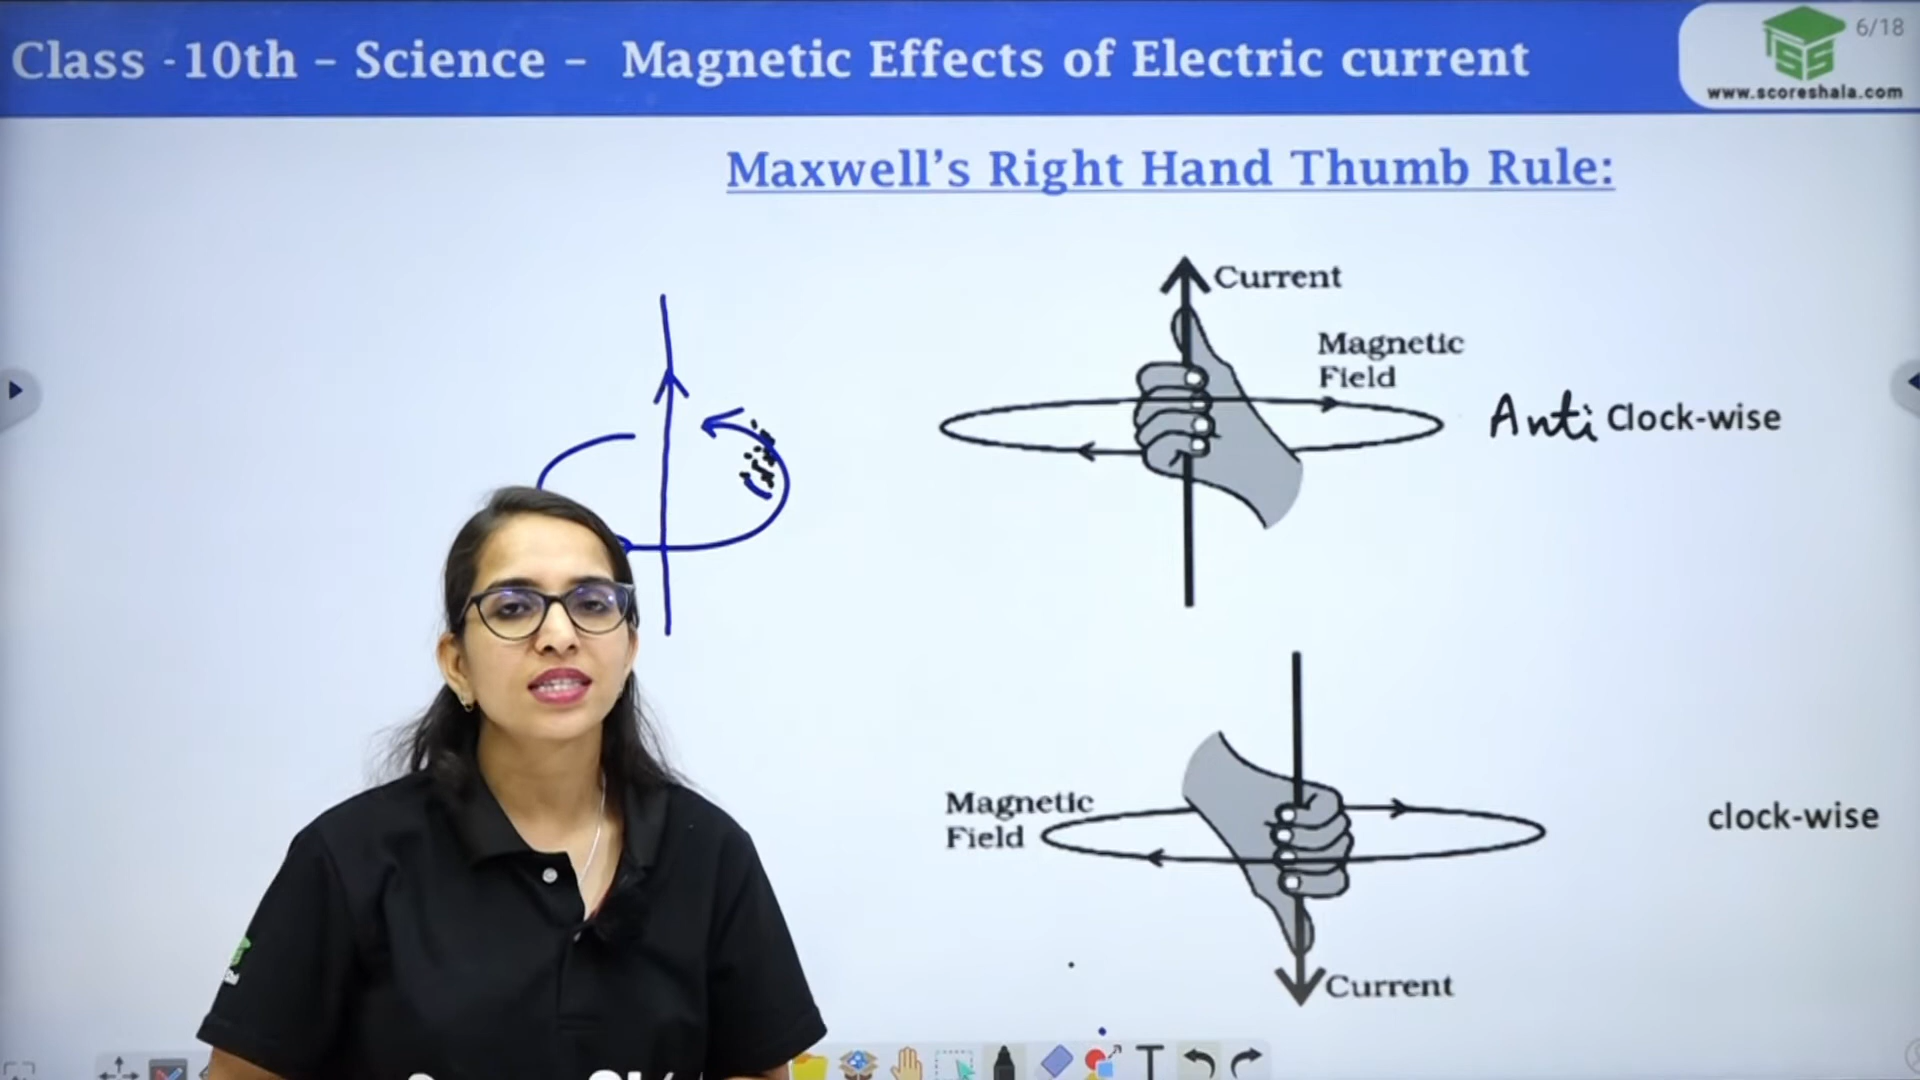 Class -10th – Science – Magnetic Effects of Electric current
6/18
www.scoreshala.com
Maxwell's Right Hand Thumb Rule:
Current
Magnetic
Field
Anti Clock-wise
Magnetic
Field
clock-wise
Current